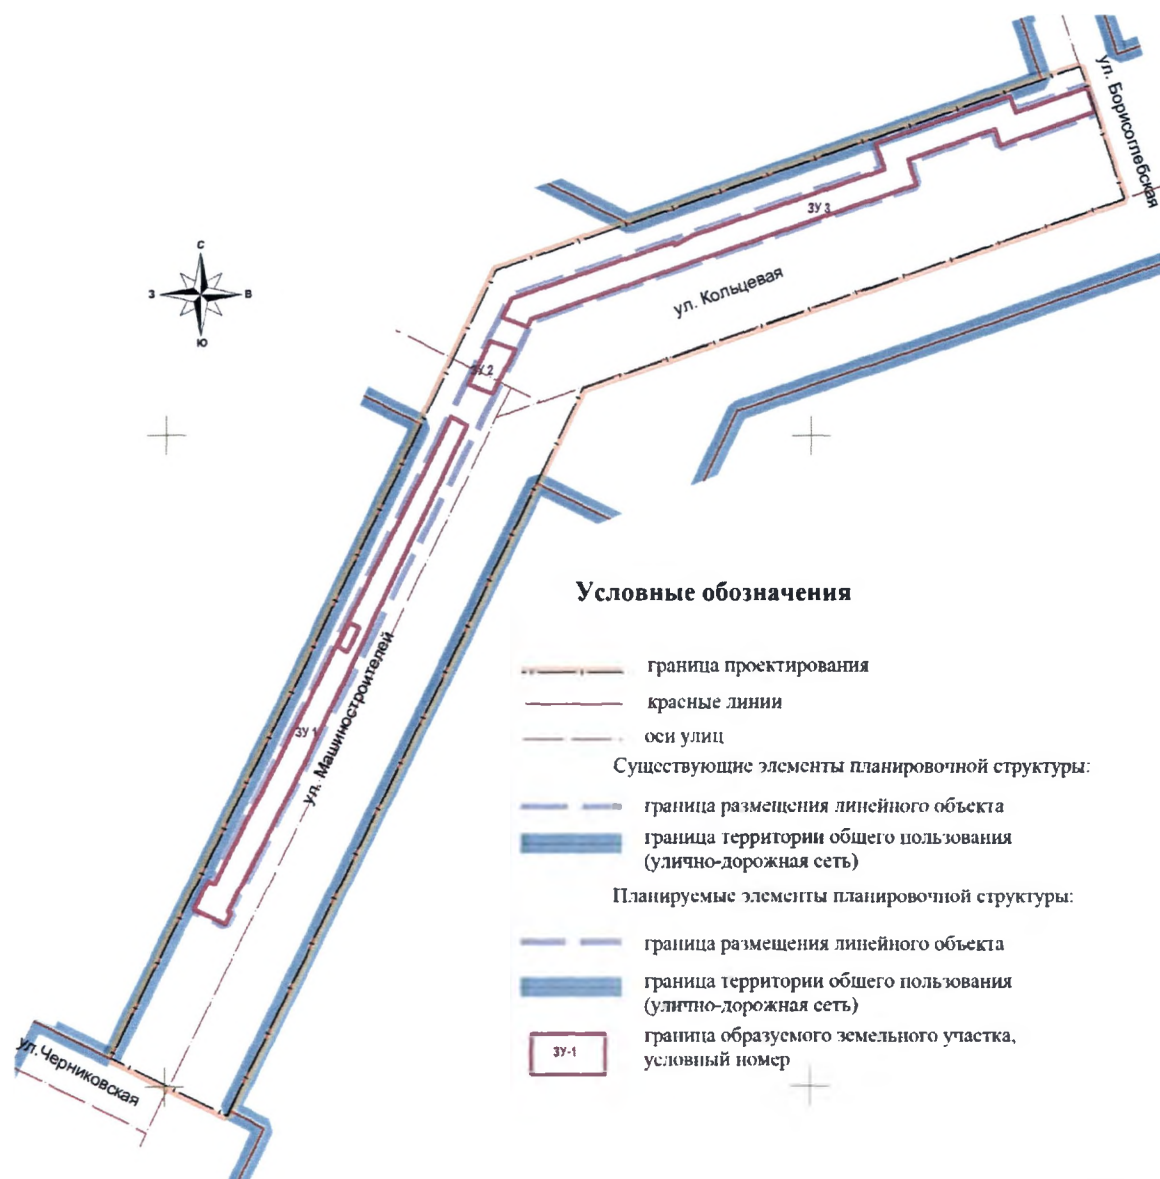 ул. Борисоглебская
ЗУ 3
С
З
В
Ю
ул. Кольцевая
ЗУ 2
ЗУ 1
ул. Машиностроителей
Условные обозначения
граница проектирования
красные линии
оси улиц
Существующие элементы планировочной структуры:
граница размещения линейного объекта
граница территории общего пользования
(улично-дорожная сеть)
Планируемые элементы планировочной структуры:
граница размещения линейного объекта
граница территории общего пользования
(улично-дорожная сеть)
ЗУ-1
граница образуемого земельного участка,
условный номер
ул.Черниковская